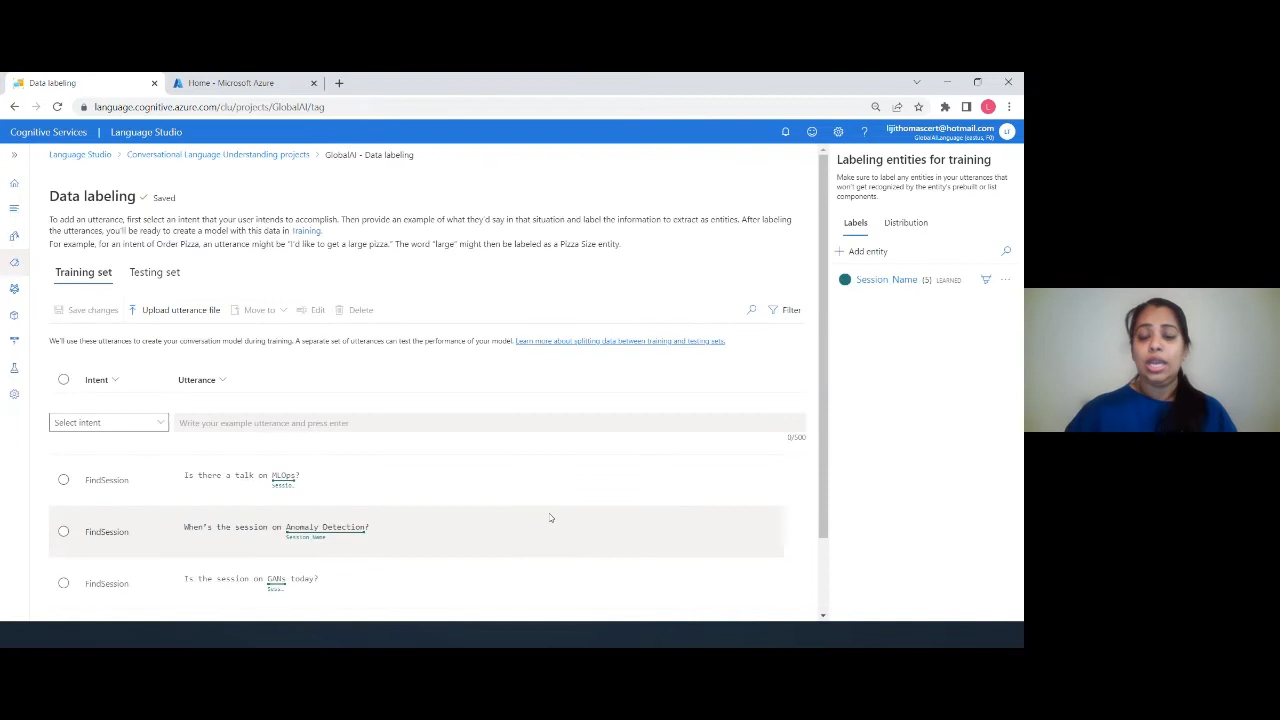 Data labeling
Home - Microsoft Azure
language.cognitive.azure.com/clu/projects/GlobalAI/tag
L
Cognitive Services | Language Studio
lijithomascert@hotmail.com
GlobalAILanguage (eastus, F0)
LT
Language Studio > Conversational Language Understanding projects > GlobalAI - Data labeling
Data labeling
Saved
To add an utterance, first select an intent that your user intends to accomplish. Then provide an example of what they'd say in that situation and label the information to extract as entities. After labeling
the utterances, you'll be ready to create a model with this data in Training.
For example, for an intent of Order Pizza, an utterance might be "I'd like to get a large pizza." The word "large" might then be labeled as a Pizza Size entity.
Training set
Testing set
Save changes
Upload utterance file
Move to
Edit
Delete
Filter
We'll use these utterances to create your conversation model during training. A separate set of utterances can test the performance of your model. Learn more about splitting data between training and testing sets.
Intent
Utterance
Select intent
Write your example utterance and press enter
0/500
FindSession
Is there a talk on MLOps?
Sessio…
FindSession
When's the session on Anomaly Detection?
Session Name
FindSession
Is the session on GANs today?
Sess…
Labeling entities for training
Make sure to label any entities in your utterances that
won't get recognized by the entity's prebuilt or list
components.
Labels
Distribution
+ Add entity
Session Name (5) LEARNED